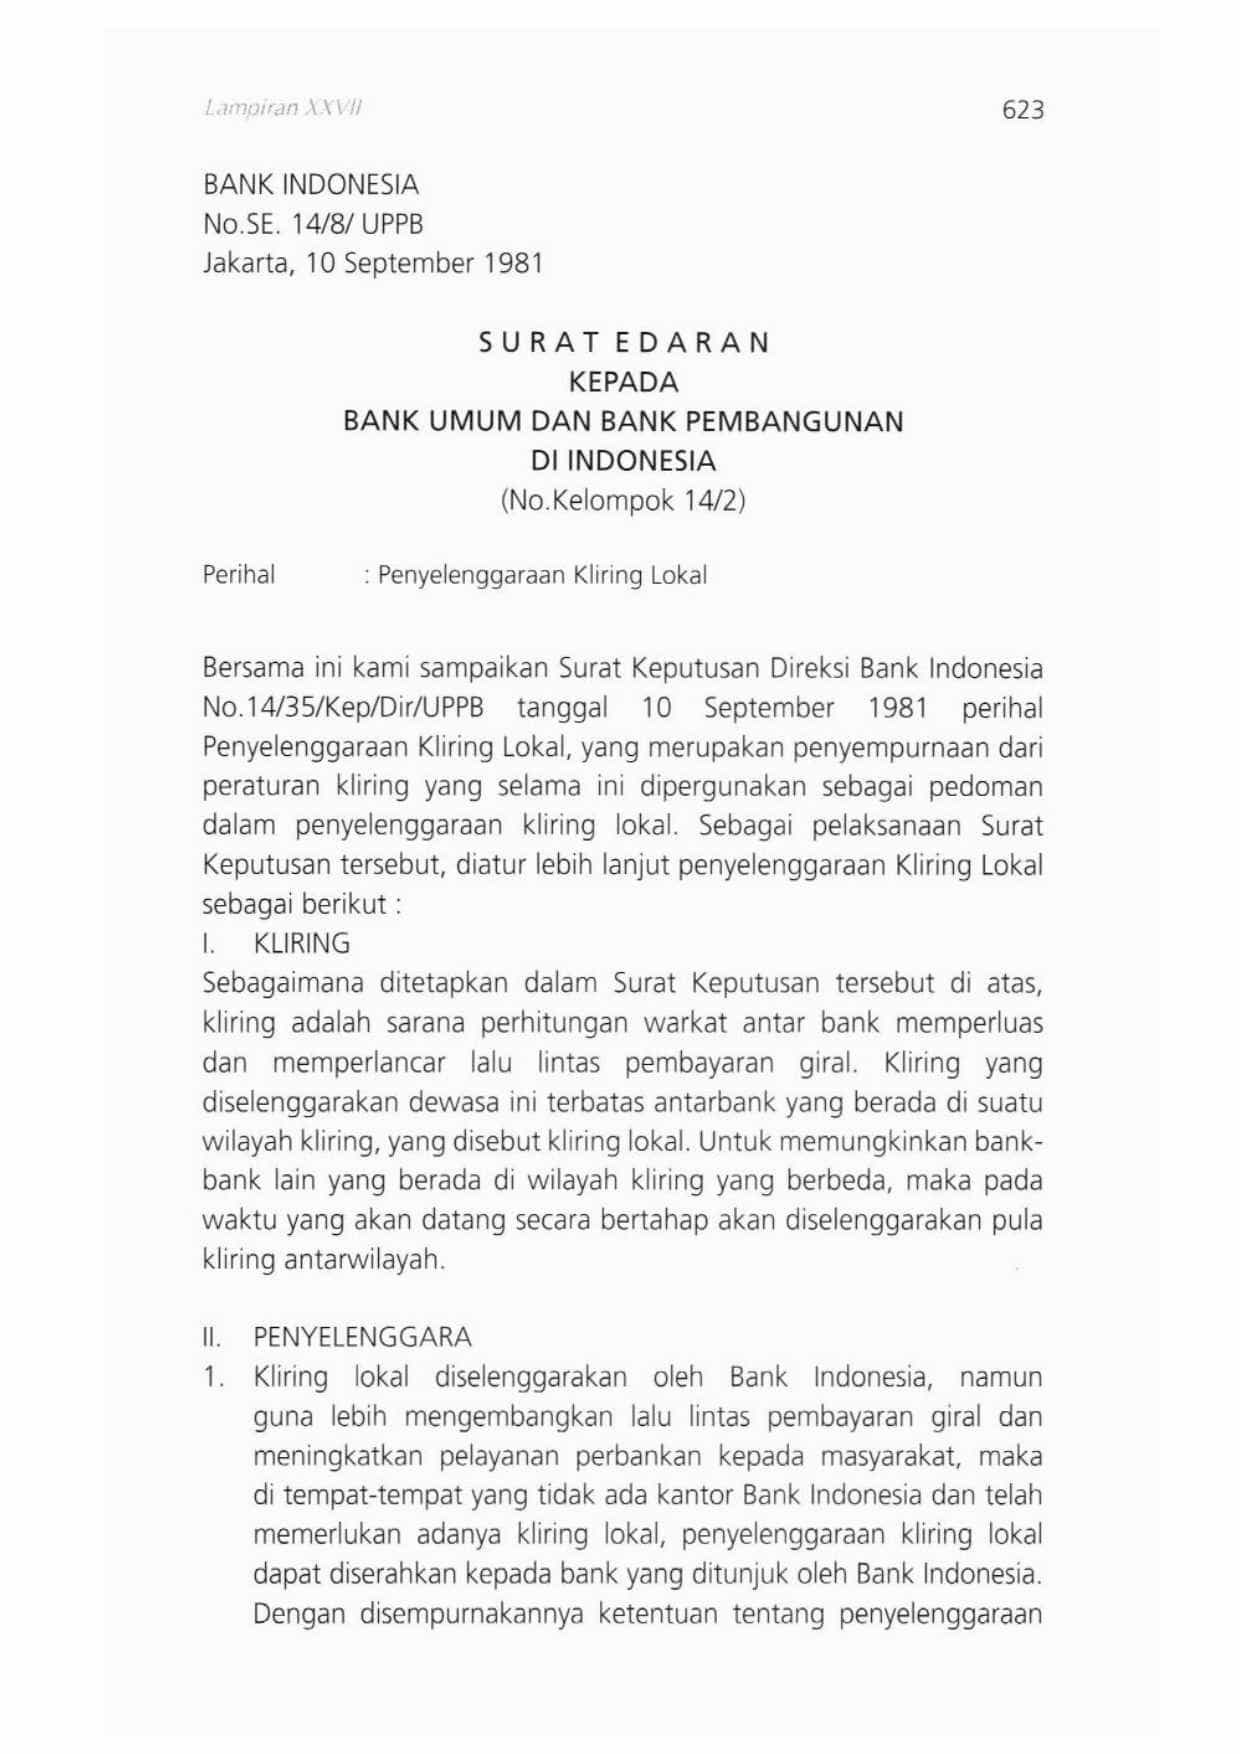 Lampiran XXVII
623
BANK INDONESIA
No.SE. 14/8/ UPPB
Jakarta, 10 September 1981
S U R A T E D A R A N
KEPADA
BANK UMUM DAN BANK PEMBANGUNAN
DI INDONESIA
(No.Kelompok 14/2)
Perihal : Penyelenggaraan Kliring Lokal
Bersama ini kami sampaikan Surat Keputusan Direksi Bank Indonesia
No.14/35/Kep/Dir/UPPB tanggal 10 September 1981 perihal
Penyelenggaraan Kliring Lokal, yang merupakan penyempurnaan dari
peraturan kliring yang selama ini dipergunakan sebagai pedoman
dalam penyelenggaraan kliring lokal. Sebagai pelaksanaan Surat
Keputusan tersebut, diatur lebih lanjut penyelenggaraan Kliring Lokal
sebagai berikut :
I. KLIRING
Sebagaimana ditetapkan dalam Surat Keputusan tersebut di atas,
kliring adalah sarana perhitungan warkat antar bank memperluas
dan memperlancar lalu lintas pembayaran giral. Kliring yang
diselenggarakan dewasa ini terbatas antarbank yang berada di suatu
wilayah kliring, yang disebut kliring lokal. Untuk memungkinkan bank-
bank lain yang berada di wilayah kliring yang berbeda, maka pada
waktu yang akan datang secara bertahap akan diselenggarakan pula
kliring antarwilayah.
II. PENYELENGGARA
1. Kliring lokal diselenggarakan oleh Bank Indonesia, namun
guna lebih mengembangkan lalu lintas pembayaran giral dan
meningkatkan pelayanan perbankan kepada masyarakat, maka
di tempat-tempat yang tidak ada kantor Bank Indonesia dan telah
memerlukan adanya kliring lokal, penyelenggaraan kliring lokal
dapat diserahkan kepada bank yang ditunjuk oleh Bank Indonesia.
Dengan disempurnakannya ketentuan tentang penyelenggaraan